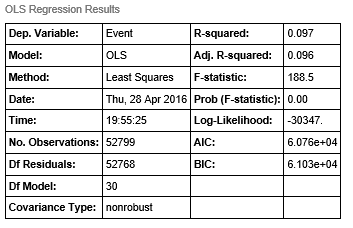 OLS Regression Results
Dep. Variable: Event R-squared: 0.097
Model: OLS Adj. R-squared: 0.096
Method: Least Squares F-statistic: 188.5
Date: Thu, 28 Apr 2016 Prob (F-statistic): 0.00
Time: 19:55:25 Log-Likelihood: -30347.
No. Observations: 52799 AIC: 6.076e+04
Df Residuals: 52768 BIC: 6.103e+04
Df Model: 30
Covariance Type: nonrobust